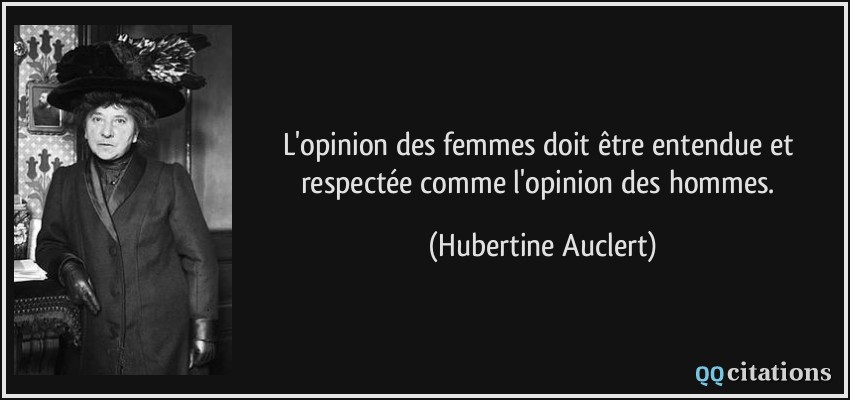 L'opinion des femmes doit être entendue et
respectée comme l'opinion des hommes.
(Hubertine Auclert)
QQcitations